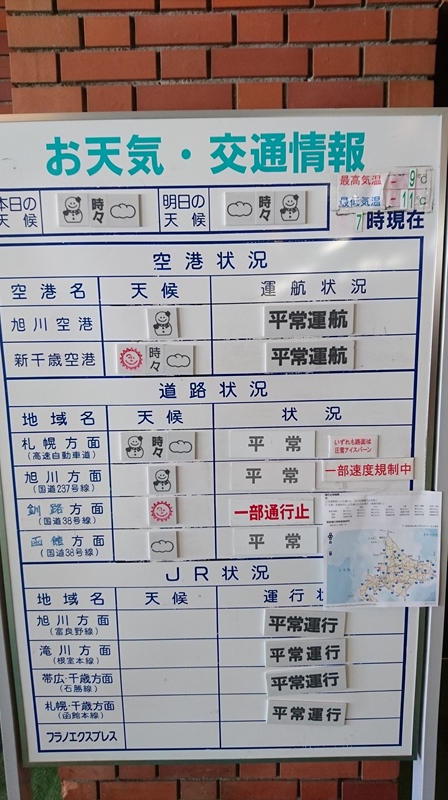 お天気・交通情報
本日の天候 時々
明日の天候 時々
最高気温 -9℃
最低気温 -11℃
7時現在
空港状況
空港名 天候 運航状況
旭川空港 平常運航
新千歳空港 時々 平常運航
道路状況
地域名 天候 状況
札幌方面 時々 平常 いずれも路面は
(高速自動車道) 圧雪アイスバーン
旭川方面 平常 一部速度規制中
(国道237号線)
釧路方面 一部通行止
(国道38号線)
函館方面 平常
(国道38号線)
JR状況
地域名 天候 運行状
旭川方面 平常運行
(富良野線)
滝川方面 平常運行
(根室本線)
帯広・千歳方面 平常運行
(石勝線)
札幌・千歳方面 平常運行
(函館本線)
フラノエクスプレス